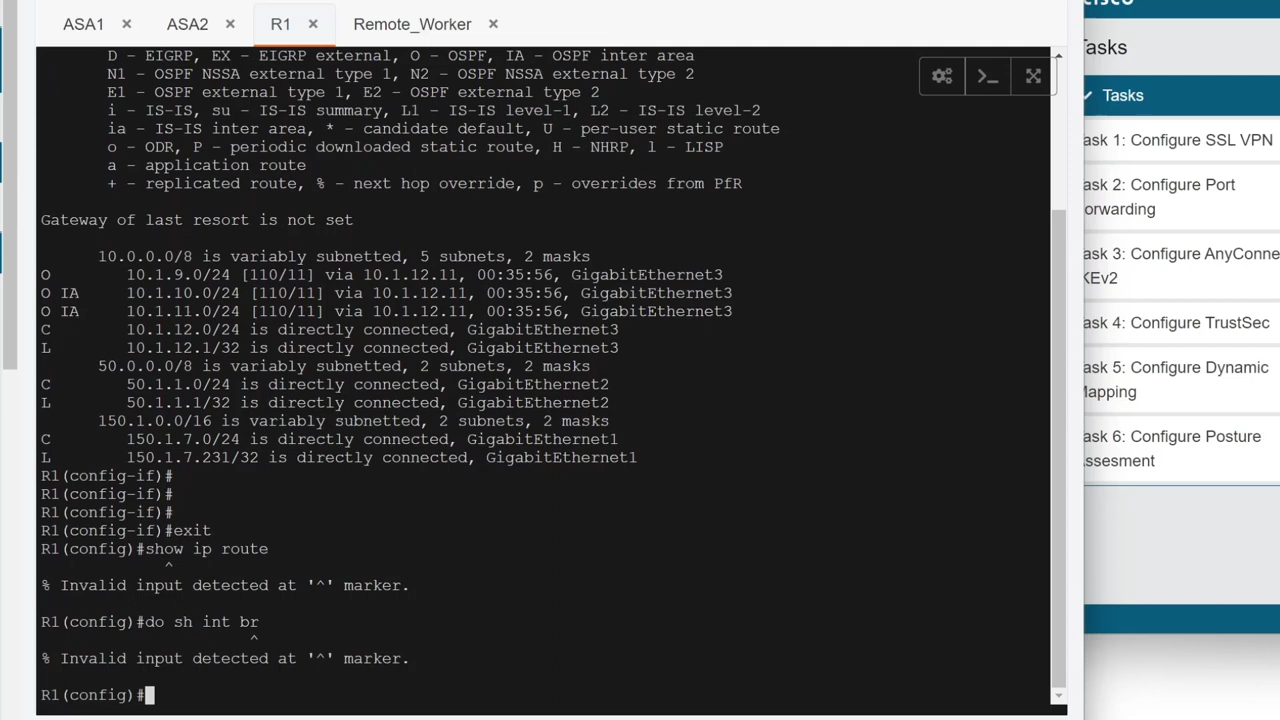 ASA1 × ASA2 × R1 × Remote_Worker ×
D - EIGRP, EX - EIGRP external, O - OSPF, IA - OSPF inter area
N1 - OSPF NSSA external type 1, N2 - OSPF NSSA external type 2
E1 - OSPF external type 1, E2 - OSPF external type 2
i - IS-IS, su - IS-IS summary, L1 - IS-IS level-1, L2 - IS-IS level-2
ia - IS-IS inter area, * - candidate default, U - per-user static route
o - ODR, P - periodic downloaded static route, H - NHRP, l - LISP
a - application route
+ - replicated route, % - next hop override, p - overrides from PfR
Gateway of last resort is not set
10.0.0.0/8 is variably subnetted, 5 subnets, 2 masks
O 10.1.9.0/24 [110/11] via 10.1.12.11, 00:35:56, GigabitEthernet3
O IA 10.1.10.0/24 [110/11] via 10.1.12.11, 00:35:56, GigabitEthernet3
O IA 10.1.11.0/24 [110/11] via 10.1.12.11, 00:35:56, GigabitEthernet3
C 10.1.12.0/24 is directly connected, GigabitEthernet3
L 10.1.12.1/32 is directly connected, GigabitEthernet3
50.0.0.0/8 is variably subnetted, 2 subnets, 2 masks
C 50.1.1.0/24 is directly connected, GigabitEthernet2
L 50.1.1.1/32 is directly connected, GigabitEthernet2
150.1.0.0/16 is variably subnetted, 2 subnets, 2 masks
C 150.1.7.0/24 is directly connected, GigabitEthernet1
L 150.1.7.231/32 is directly connected, GigabitEthernet1
R1(config-if)#
R1(config-if)#
R1(config-if)#
R1(config-if)#exit
R1(config)#show ip route
^
% Invalid input detected at '^' marker.
R1(config)#do sh int br
^
% Invalid input detected at '^' marker.
R1(config)#
Tasks
Tasks
ask 1: Configure SSL VPN
ask 2: Configure Port
orwarding
ask 3: Configure AnyConne
KEv2
ask 4: Configure TrustSec
ask 5: Configure Dynamic
Mapping
ask 6: Configure Posture
ssesment